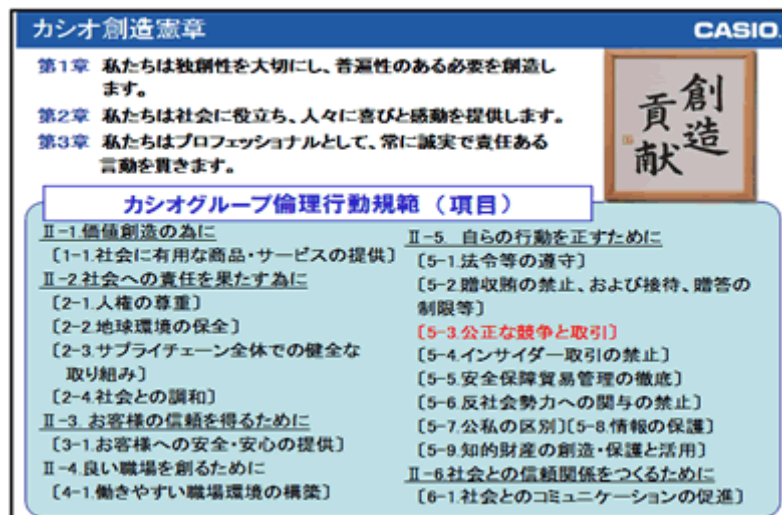 カシオ創造憲章
CASIO.
第1章 私たちは独創性を大切にし、普遍性のある必要を創造し
ます。
第2章 私たちは社会に役立ち、人々に喜びと感動を提供します。
第3章 私たちはプロフェッショナルとして、常に誠実で責任ある
言動を貫きます。
創造
貢献
カシオグループ倫理行動規範（項目）
Ⅱ-1.価値創造の為に
〔1-1.社会に有用な商品・サービスの提供〕
Ⅱ-2.社会への責任を果たす為に
〔2-1.人権の尊重〕
〔2-2.地球環境の保全〕
〔2-3.サプライチェーン全体での健全な
取り組み〕
〔2-4.社会との調和〕
Ⅱ-3. お客様の信頼を得るために
〔3-1.お客様への安全・安心の提供〕
Ⅱ-4.良い職場を創るために
〔4-1.働きやすい職場環境の構築〕
Ⅱ-5. 自らの行動を正すために
〔5-1.法令等の遵守〕
〔5-2.贈収賄の禁止、および接待、贈答の
制限等〕
〔5-3.公正な競争と取引〕
〔5-4.インサイダー取引の禁止〕
〔5-5.安全保障貿易管理の徹底〕
〔5-6.反社会勢力への関与の禁止〕
〔5-7.公私の区別〕〔5-8.情報の保護〕
〔5-9.知的財産の創造・保護と活用〕
Ⅱ-6.社会との信頼関係をつくるために
〔6-1.社会とのコミュニケーションの促進〕